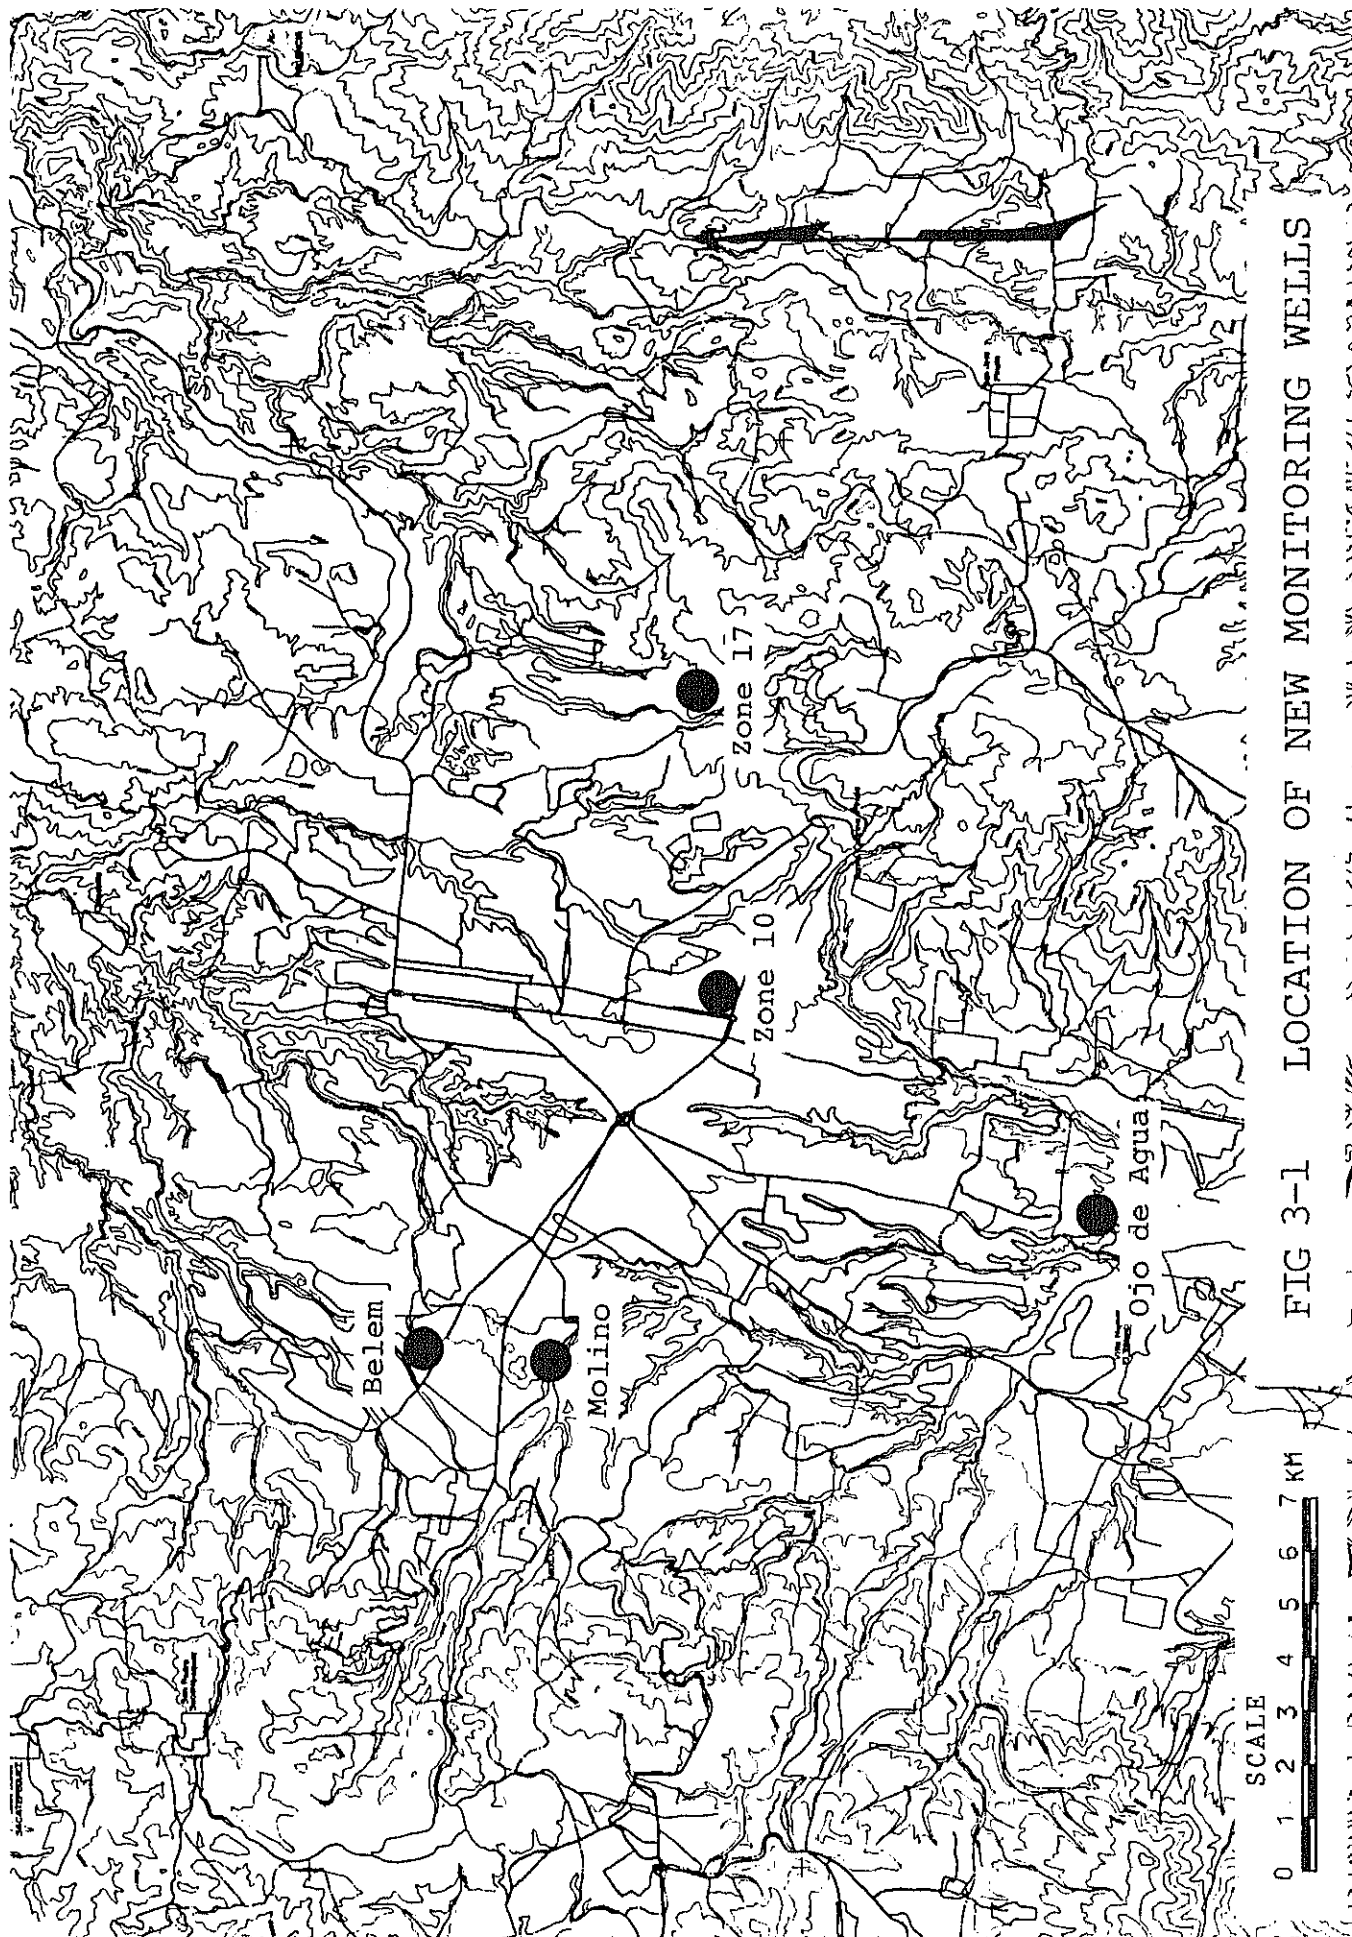 Belem
Molino
Zone 10
Zone 17
Ojo de Agua
SCALE
0 1 2 3 4 5 6 7 KM
FIG 3-1 LOCATION OF NEW MONITORING WELLS